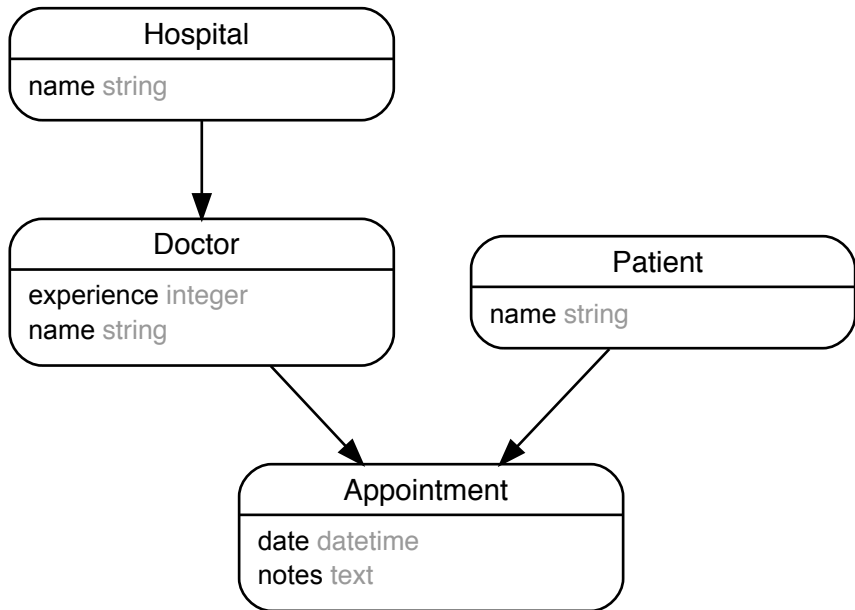 Hospital
name string
Doctor
experience integer
name string
Patient
name string
Appointment
date datetime
notes text